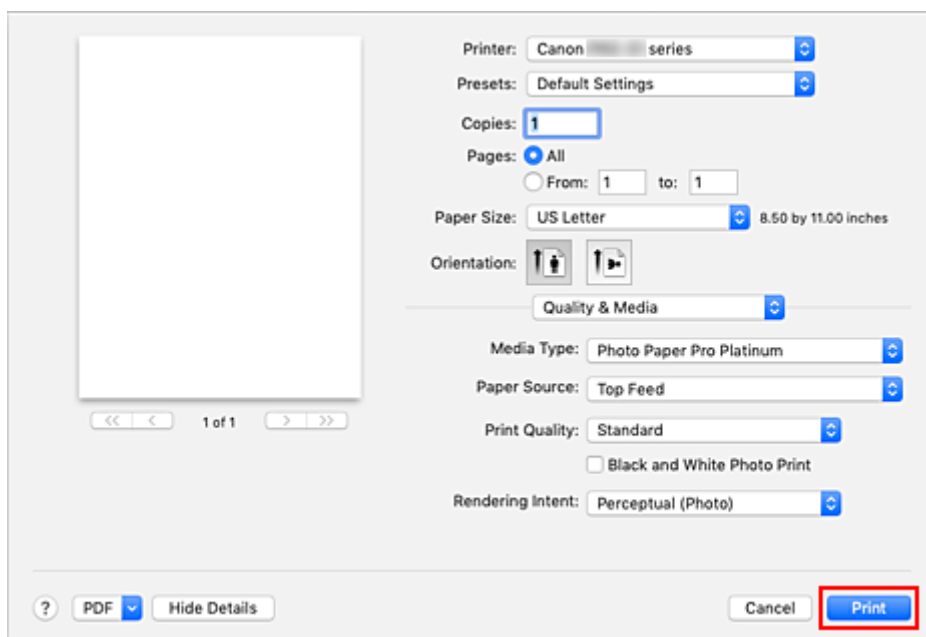 Printer: Canon series
Presets: Default Settings
Copies: 1
Pages: All
From: 1 to: 1
Paper Size: US Letter 8.50 by 11.00 inches
Orientation:
Quality & Media
Media Type: Photo Paper Pro Platinum
Paper Source: Top Feed
1 of 1
Print Quality: Standard
Black and White Photo Print
Rendering Intent: Perceptual (Photo)
? PDF Hide Details Cancel Print